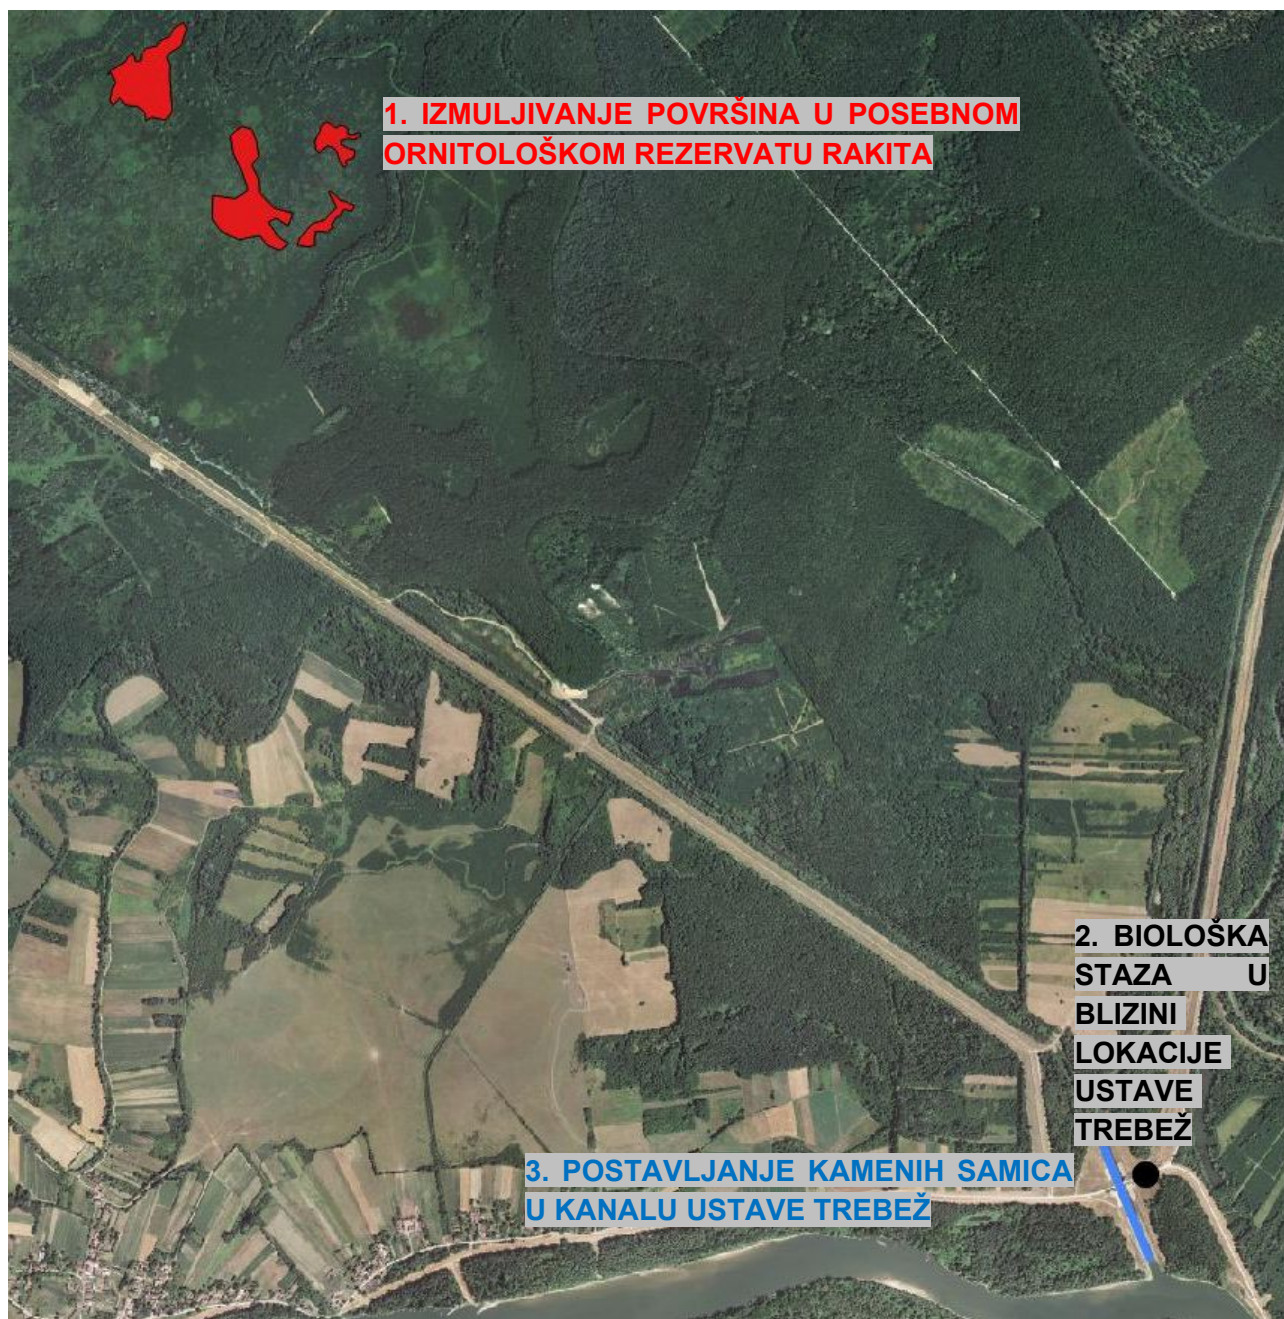 1. IZMULJIVANJE POVRŠINA U POSEBNOM
ORNITOLOŠKOM REZERVATU RAKITA
2. BIOLOŠKA
STAZA U
BLIZINI
LOKACIJE
USTAVE
TREBEŽ
3. POSTAVLJANJE KAMENIH SAMICA
U KANALU USTAVE TREBEŽ